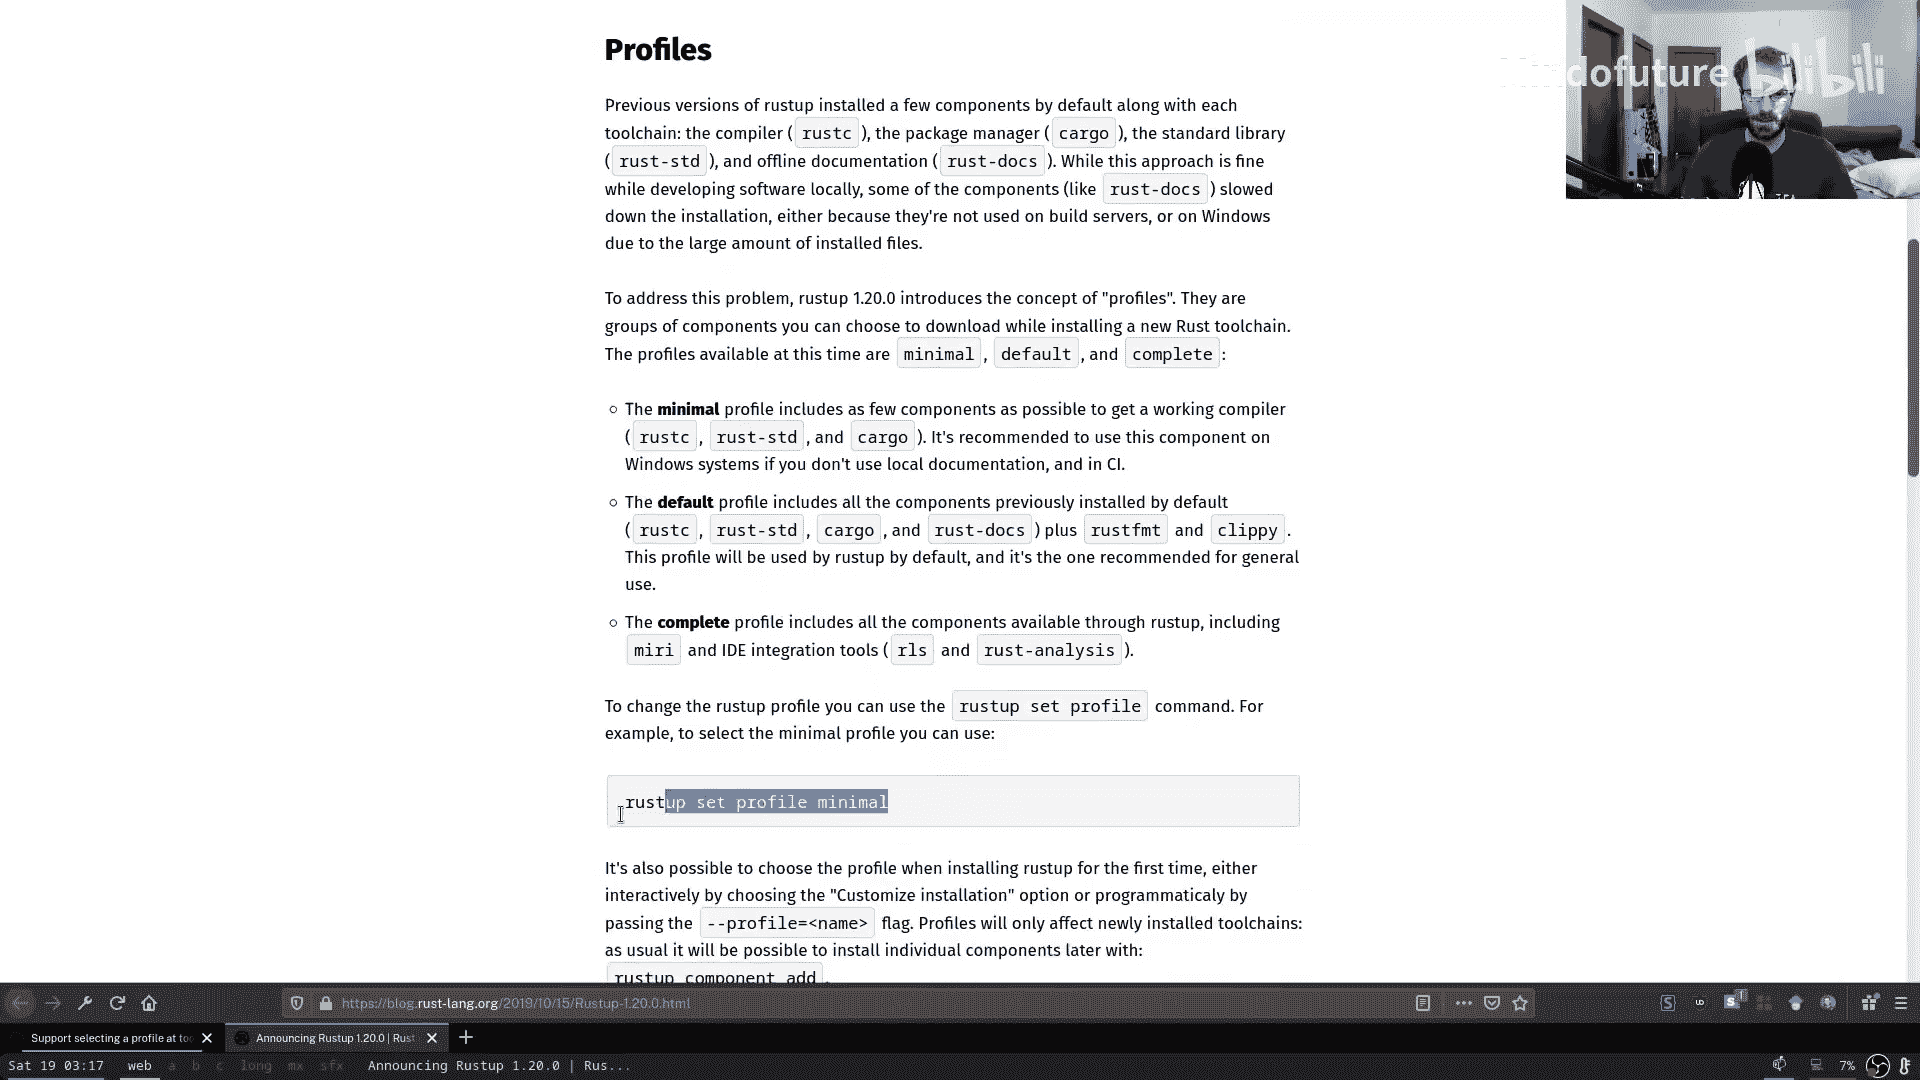 Profiles
dofuture bilibili
Previous versions of rustup installed a few components by default along with each
toolchain: the compiler ( rustc ), the package manager ( cargo ), the standard library
( rust-std ), and offline documentation ( rust-docs ). While this approach is fine
while developing software locally, some of the components (like rust-docs ) slowed
down the installation, either because they're not used on build servers, or on Windows
due to the large amount of installed files.
To address this problem, rustup 1.20.0 introduces the concept of "profiles". They are
groups of components you can choose to download while installing a new Rust toolchain.
The profiles available at this time are minimal , default , and complete :
The minimal profile includes as few components as possible to get a working compiler
( rustc , rust-std , and cargo ). It's recommended to use this component on
Windows systems if you don't use local documentation, and in CI.
The default profile includes all the components previously installed by default
( rustc , rust-std , cargo , and rust-docs ) plus rustfmt and clippy .
This profile will be used by rustup by default, and it's the one recommended for general
use.
The complete profile includes all the components available through rustup, including
miri and IDE integration tools ( rls and rust-analysis ).
To change the rustup profile you can use the rustup set profile command. For
example, to select the minimal profile you can use:
rustup set profile minimal
It's also possible to choose the profile when installing rustup for the first time, either
interactively by choosing the "Customize installation" option or programmaticaly by
passing the --profile=<name> flag. Profiles will only affect newly installed toolchains:
as usual it will be possible to install individual components later with:
rustup component add .
https://blog.rust-lang.org/2019/10/15/Rustup-1.20.0.html
Support selecting a profile at too
Announcing Rustup 1.20.0 | Rust
Sat 19 03:17 web a b c long mx sfx Announcing Rustup 1.20.0 | Rus... 7%